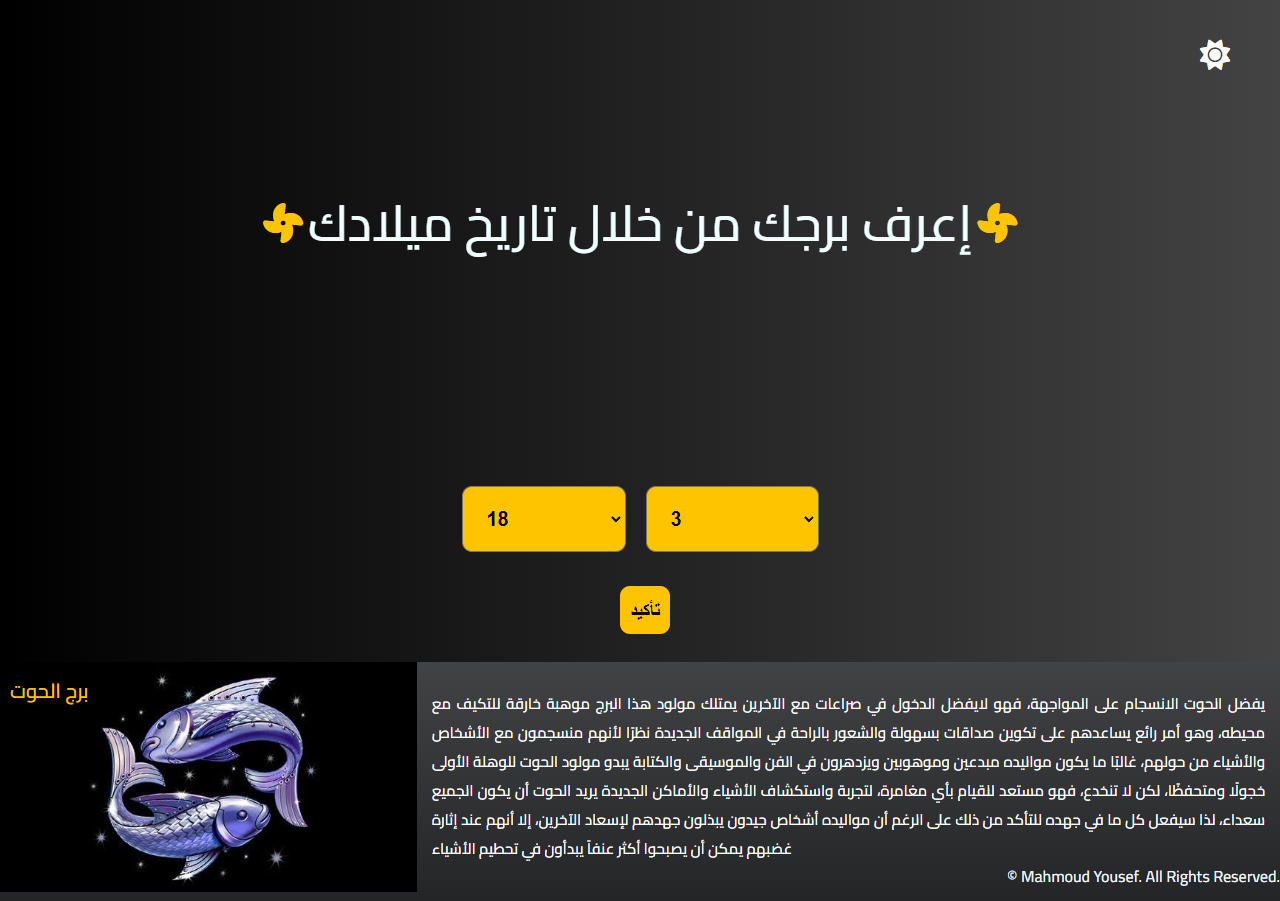 إعرف برجك من خلال تاريخ ميلادك
18
3
تأكيد
برج الحوت
يفضل الحوت الانسجام على المواجهة، فهو لايفضل الدخول في صراعات مع الآخرين يمتلك مولود هذا البرج موهبة خارقة للتكيف مع
محيطه، وهو أمر رائع يساعدهم على تكوين صداقات بسهولة والشعور بالراحة في المواقف الجديدة نظرًا لأنهم منسجمون مع الأشخاص
والأشياء من حولهم، غالبًا ما يكون مواليده مبدعين وموهوبين ويزدهرون في الفن والموسيقى والكتابة يبدو مولود الحوت للوهلة الأولى
خجولًا ومتحفظًا، لكن لا تنخدع، فهو مستعد للقيام بأي مغامرة، لتجربة واستكشاف الأشياء والأماكن الجديدة يريد الحوت أن يكون الجميع
سعداء، لذا سيفعل كل ما في جهده للتأكد من ذلك على الرغم أن مواليده أشخاص جيدون يبذلون جهدهم لإسعاد الآخرين، إلا أنهم عند إثارة
غضبهم يمكن أن يصبحوا أكثر عنفاً يبدأون في تحطيم الأشياء
© Mahmoud Yousef. All Rights Reserved.